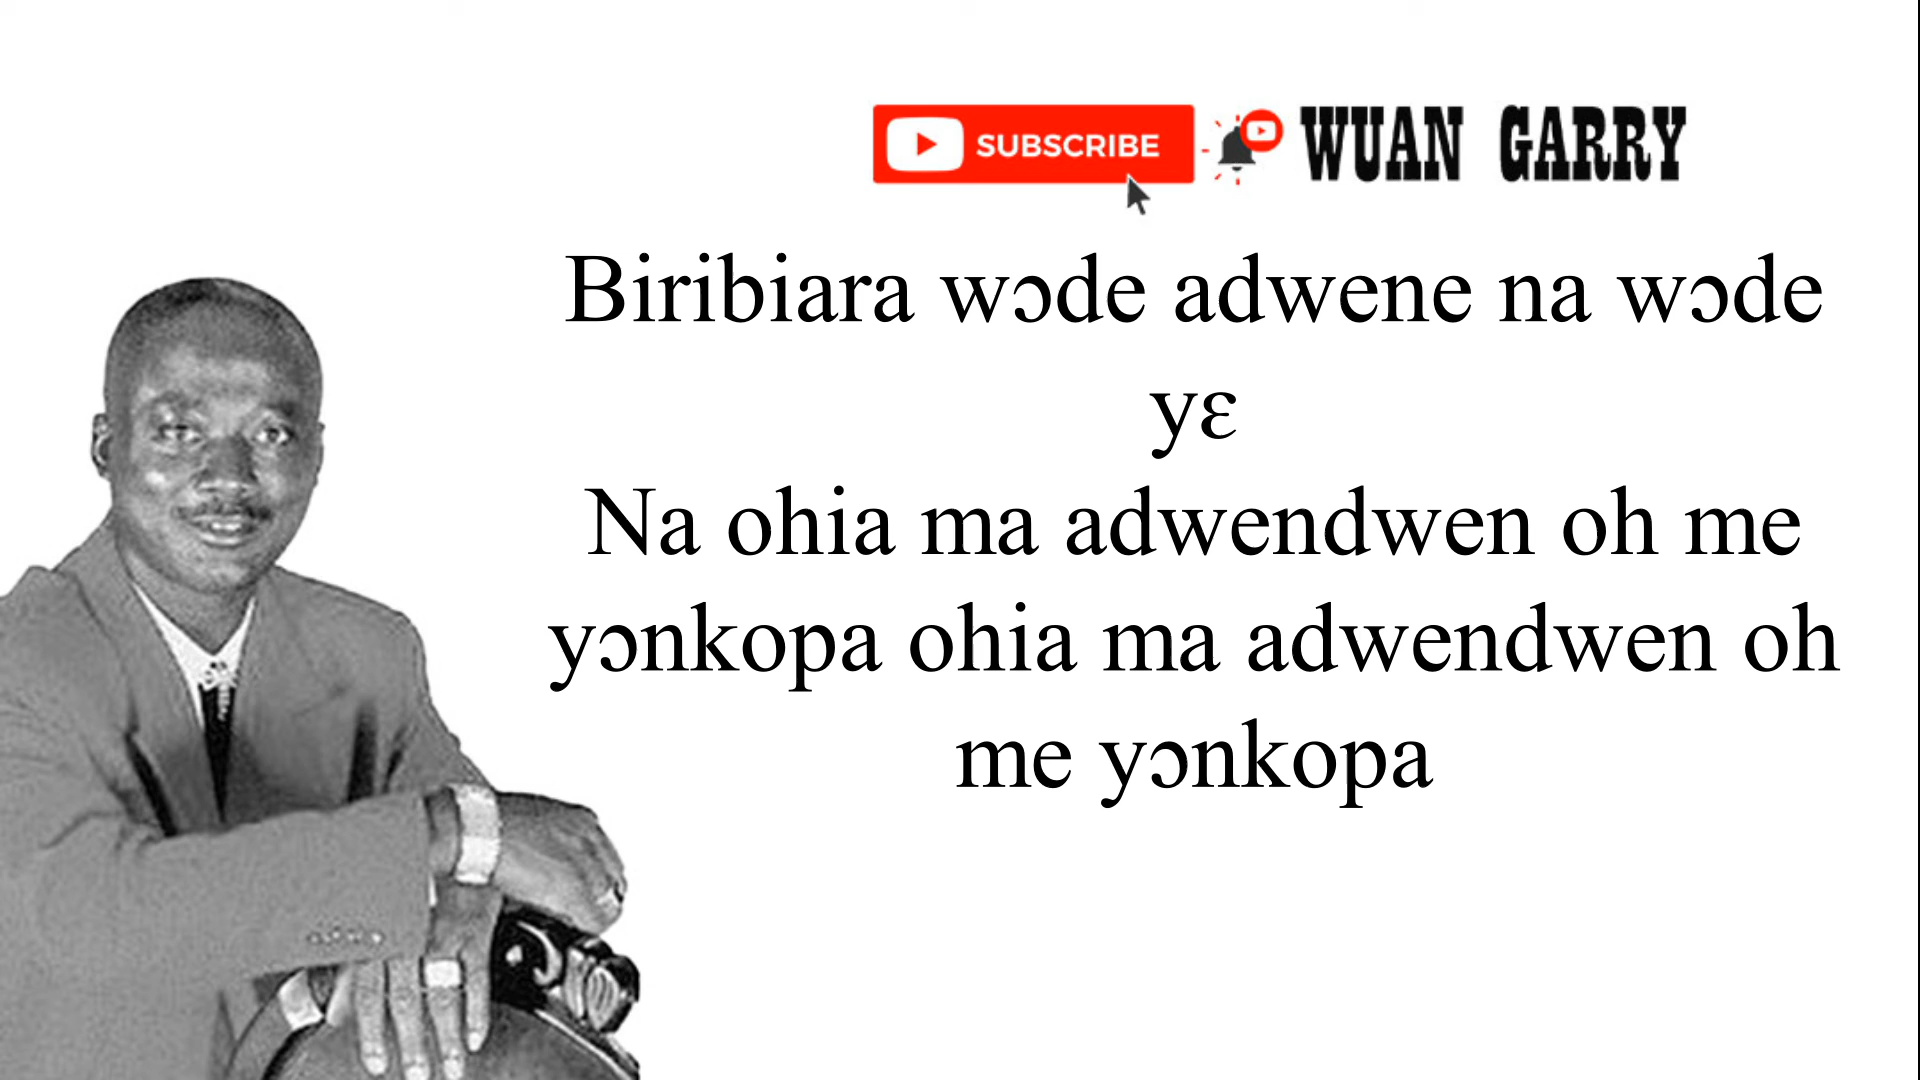 SUBSCRIBE WUAN GARRY
Biribiara wɔde adwene na wɔde
yɛ
Na ohia ma adwendwen oh me
yɔnkopa ohia ma adwendwen oh
me yɔnkopa